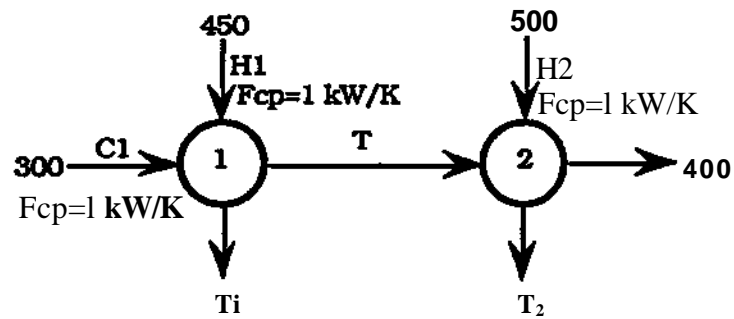 450
500
H1
H2
Fcp=1 kW/K
Fcp=l kW/K
C1
1
T
2
300
400
Fcp=l kW/K
Ti
T₂